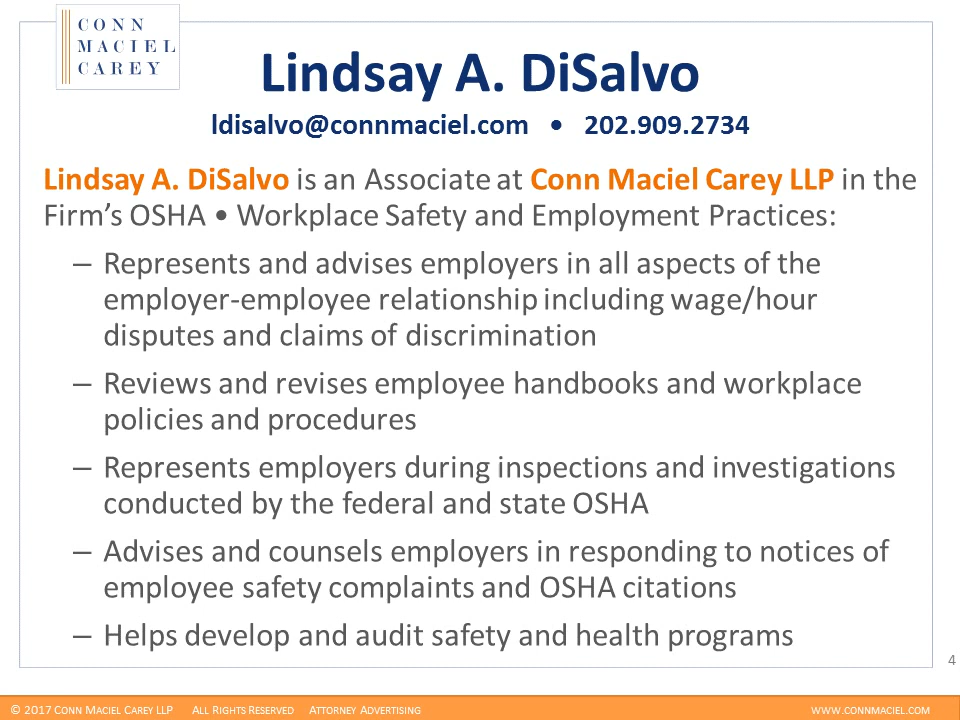 CONN
MACIEL
CAREY
Lindsay A. DiSalvo
ldisalvo@connmaciel.com • 202.909.2734
Lindsay A. DiSalvo is an Associate at Conn Maciel Carey LLP in the
Firm’s OSHA • Workplace Safety and Employment Practices:
– Represents and advises employers in all aspects of the
employer-employee relationship including wage/hour
disputes and claims of discrimination
– Reviews and revises employee handbooks and workplace
policies and procedures
– Represents employers during inspections and investigations
conducted by the federal and state OSHA
– Advises and counsels employers in responding to notices of
employee safety complaints and OSHA citations
– Helps develop and audit safety and health programs
4
© 2017 CONN MACIEL CAREY LLP ALL RIGHTS RESERVED ATTORNEY ADVERTISING WWW.CONNMACIEL.COM